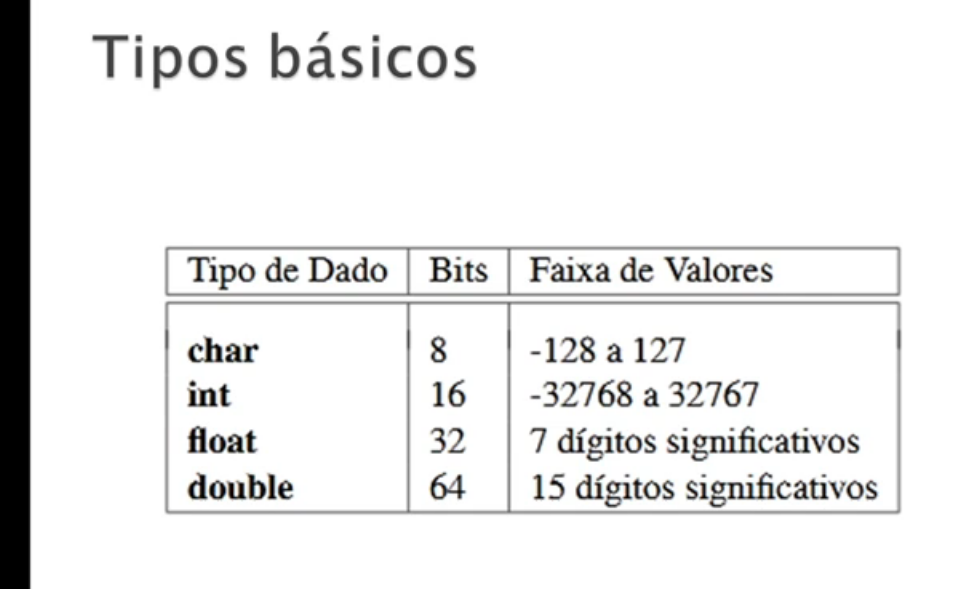 Tipos básicos
Tipo de Dado Bits Faixa de Valores
char 8 -128 a 127
int 16 -32768 a 32767
float 32 7 dígitos significativos
double 64 15 dígitos significativos